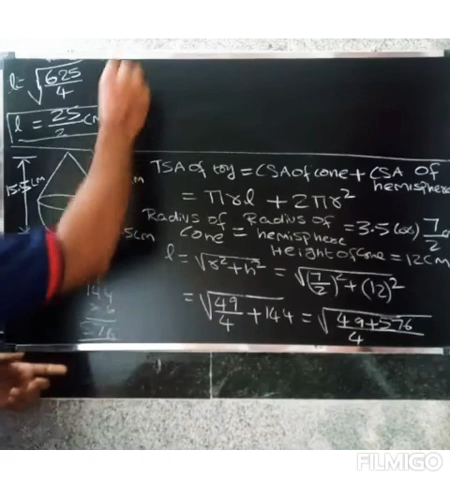 l = √625/4
l = 25/2 cm
15.5cm
TSA of toy = CSA of cone + CSA of hemisphere
= πrl + 2πr²
Radius of cone = Radius of hemisphere = 3.5 (or) 7/2 cm
Height of cone = 12cm
l = √r²+h² = √(7/2)² + (12)²
= √49/4 + 144 = √49+576/4
5cm
144
576
FILMIGO